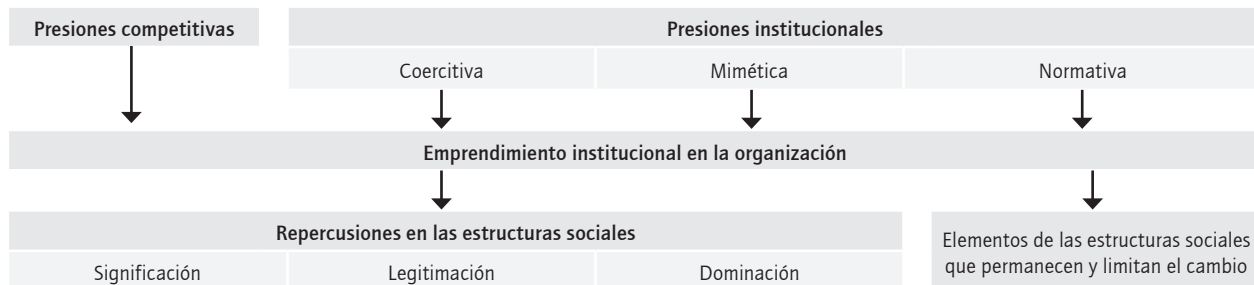 Presiones competitivas
Presiones institucionales
Coercitiva
Mimética
Normativa
Emprendimiento institucional en la organización
Repercusiones en las estructuras sociales
Significación
Legitimación
Dominación
Elementos de las estructuras sociales
que permanecen y limitan el cambio